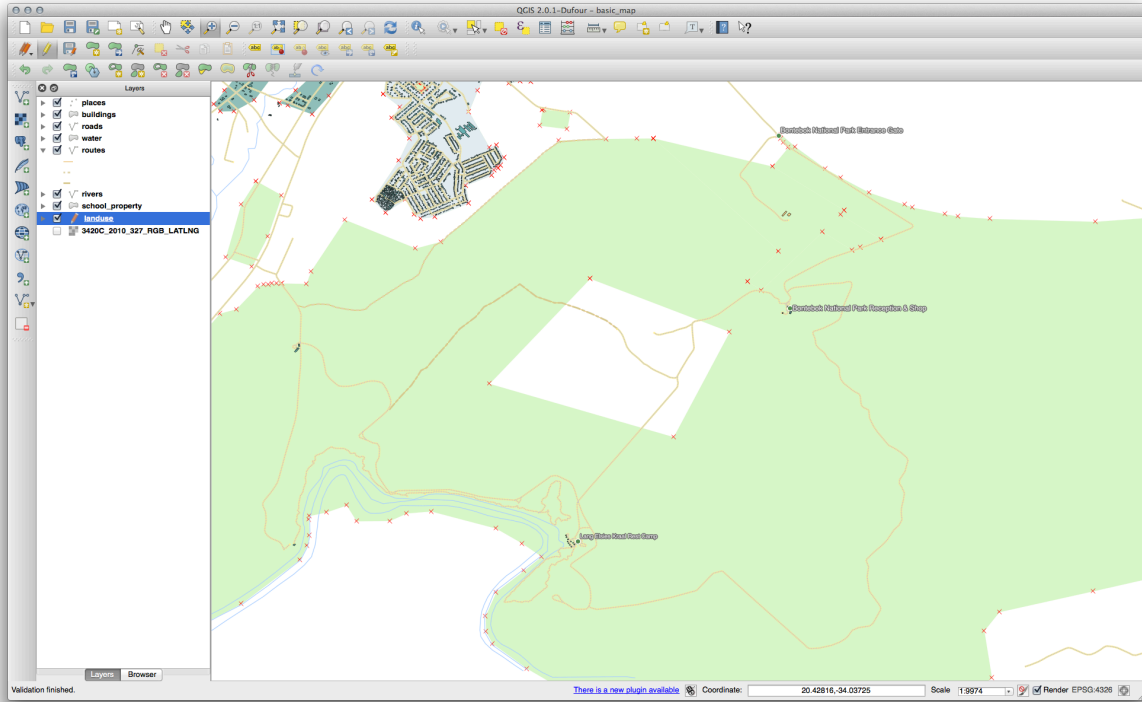 QGIS 2.0.1-Dufour - basic_map
Layers
places
buildings
roads
water
routes
rivers
school_property
landuse
3420C_2010_327_RGB_LATLNG
Bontebok National Park Entrance Gate
Bontebok National Park Reception & Shop
Lang Elsies Kraal Rest Camp
Layers Browser
Validation finished. There is a new plugin available Coordinate: 20.42816,-34.03725 Scale 1:9974 Render EPSG:4326